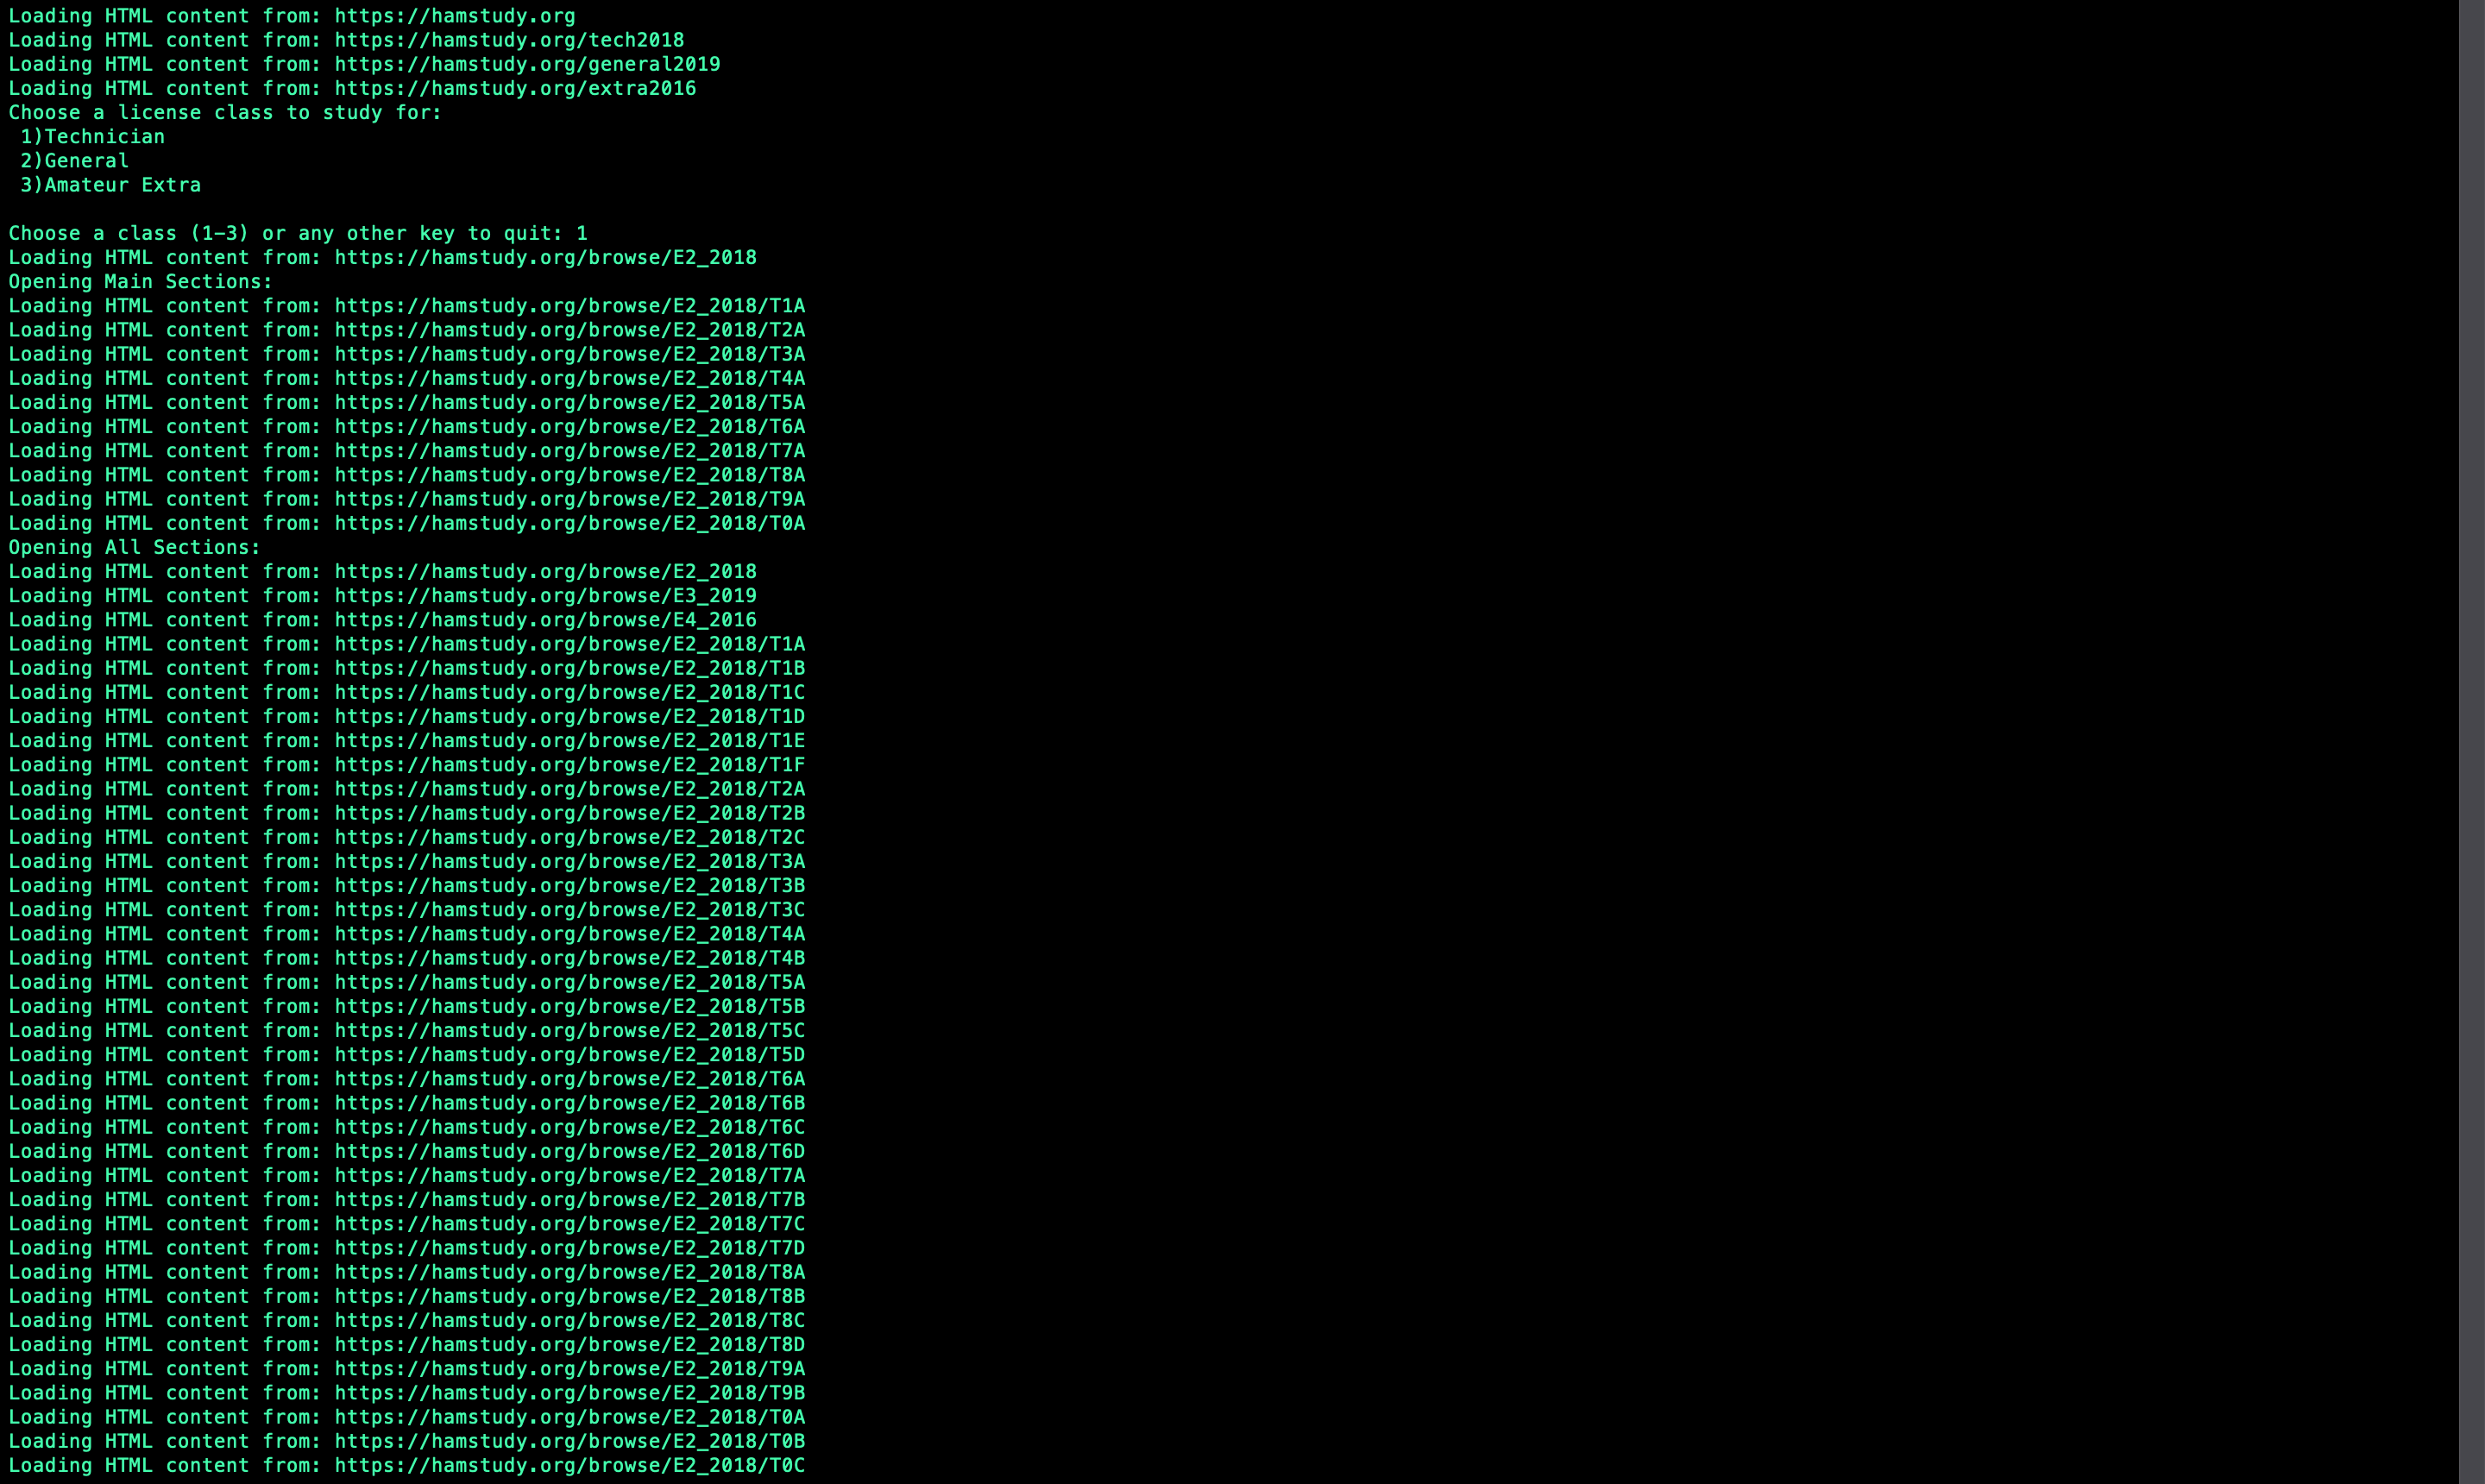 Loading HTML content from: https://hamstudy.org
Loading HTML content from: https://hamstudy.org/tech2018
Loading HTML content from: https://hamstudy.org/general2019
Loading HTML content from: https://hamstudy.org/extra2016
Choose a license class to study for:
 1)Technician
 2)General
 3)Amateur Extra

Choose a class (1-3) or any other key to quit: 1
Loading HTML content from: https://hamstudy.org/browse/E2_2018
Opening Main Sections:
Loading HTML content from: https://hamstudy.org/browse/E2_2018/T1A
Loading HTML content from: https://hamstudy.org/browse/E2_2018/T2A
Loading HTML content from: https://hamstudy.org/browse/E2_2018/T3A
Loading HTML content from: https://hamstudy.org/browse/E2_2018/T4A
Loading HTML content from: https://hamstudy.org/browse/E2_2018/T5A
Loading HTML content from: https://hamstudy.org/browse/E2_2018/T6A
Loading HTML content from: https://hamstudy.org/browse/E2_2018/T7A
Loading HTML content from: https://hamstudy.org/browse/E2_2018/T8A
Loading HTML content from: https://hamstudy.org/browse/E2_2018/T9A
Loading HTML content from: https://hamstudy.org/browse/E2_2018/T0A
Opening All Sections:
Loading HTML content from: https://hamstudy.org/browse/E2_2018
Loading HTML content from: https://hamstudy.org/browse/E3_2019
Loading HTML content from: https://hamstudy.org/browse/E4_2016
Loading HTML content from: https://hamstudy.org/browse/E2_2018/T1A
Loading HTML content from: https://hamstudy.org/browse/E2_2018/T1B
Loading HTML content from: https://hamstudy.org/browse/E2_2018/T1C
Loading HTML content from: https://hamstudy.org/browse/E2_2018/T1D
Loading HTML content from: https://hamstudy.org/browse/E2_2018/T1E
Loading HTML content from: https://hamstudy.org/browse/E2_2018/T1F
Loading HTML content from: https://hamstudy.org/browse/E2_2018/T2A
Loading HTML content from: https://hamstudy.org/browse/E2_2018/T2B
Loading HTML content from: https://hamstudy.org/browse/E2_2018/T2C
Loading HTML content from: https://hamstudy.org/browse/E2_2018/T3A
Loading HTML content from: https://hamstudy.org/browse/E2_2018/T3B
Loading HTML content from: https://hamstudy.org/browse/E2_2018/T3C
Loading HTML content from: https://hamstudy.org/browse/E2_2018/T4A
Loading HTML content from: https://hamstudy.org/browse/E2_2018/T4B
Loading HTML content from: https://hamstudy.org/browse/E2_2018/T5A
Loading HTML content from: https://hamstudy.org/browse/E2_2018/T5B
Loading HTML content from: https://hamstudy.org/browse/E2_2018/T5C
Loading HTML content from: https://hamstudy.org/browse/E2_2018/T5D
Loading HTML content from: https://hamstudy.org/browse/E2_2018/T6A
Loading HTML content from: https://hamstudy.org/browse/E2_2018/T6B
Loading HTML content from: https://hamstudy.org/browse/E2_2018/T6C
Loading HTML content from: https://hamstudy.org/browse/E2_2018/T6D
Loading HTML content from: https://hamstudy.org/browse/E2_2018/T7A
Loading HTML content from: https://hamstudy.org/browse/E2_2018/T7B
Loading HTML content from: https://hamstudy.org/browse/E2_2018/T7C
Loading HTML content from: https://hamstudy.org/browse/E2_2018/T7D
Loading HTML content from: https://hamstudy.org/browse/E2_2018/T8A
Loading HTML content from: https://hamstudy.org/browse/E2_2018/T8B
Loading HTML content from: https://hamstudy.org/browse/E2_2018/T8C
Loading HTML content from: https://hamstudy.org/browse/E2_2018/T8D
Loading HTML content from: https://hamstudy.org/browse/E2_2018/T9A
Loading HTML content from: https://hamstudy.org/browse/E2_2018/T9B
Loading HTML content from: https://hamstudy.org/browse/E2_2018/T0A
Loading HTML content from: https://hamstudy.org/browse/E2_2018/T0B
Loading HTML content from: https://hamstudy.org/browse/E2_2018/T0C